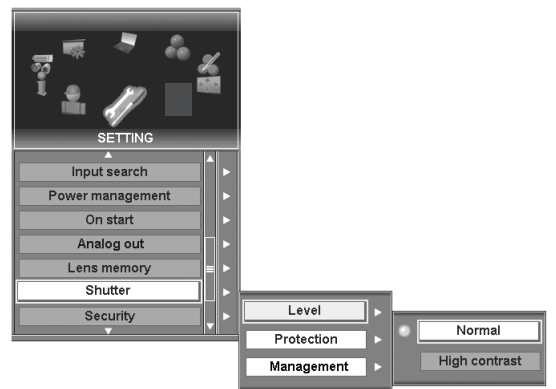 SETTING
Input search
Power management
On start
Analog out
Lens memory
Shutter
Security
Level
Protection
Management
Normal
High contrast